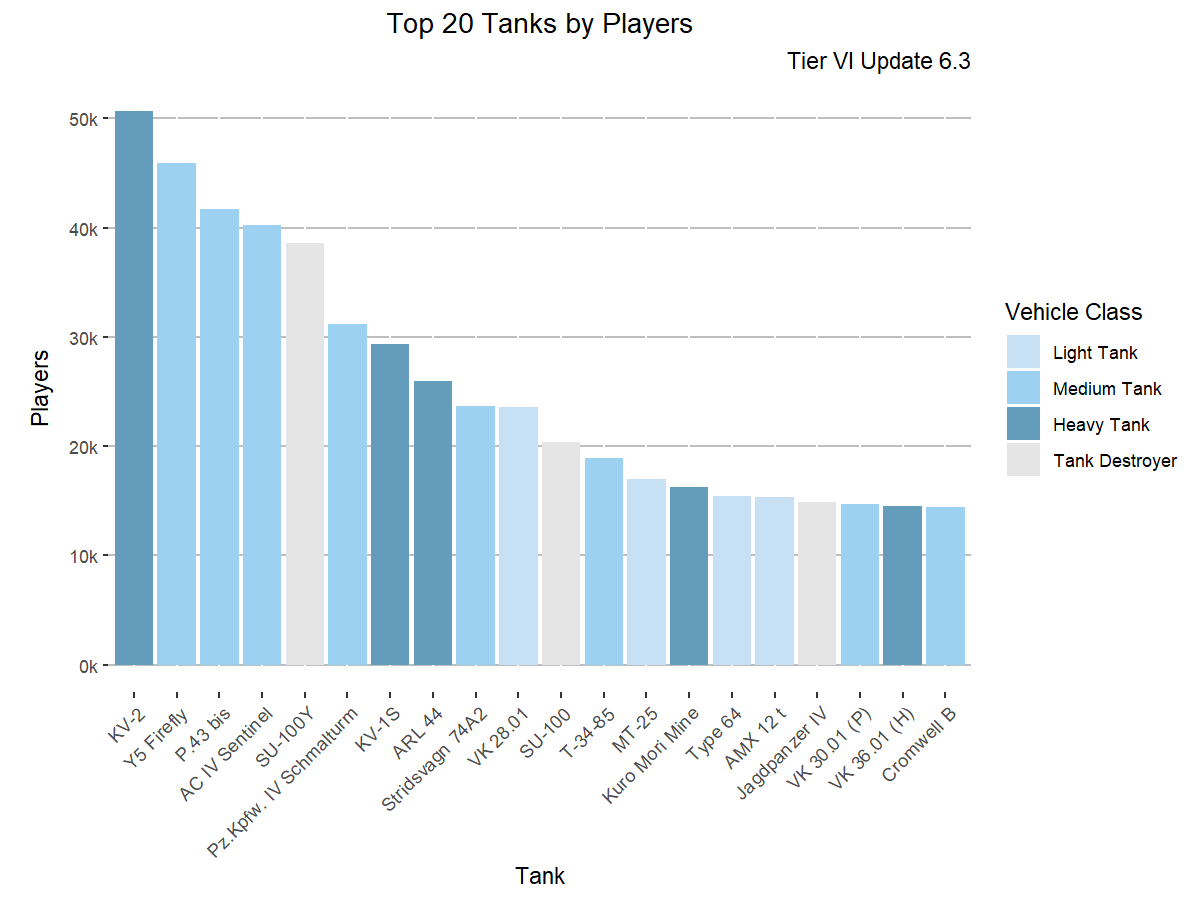 Top 20 Tanks by Players
Tier VI Update 6.3
50k
40k
30k
20k
10k
0k
Players
KV-2
Y5 Firefly
P.43 bis
AC IV Sentinel
SU-100Y
Pz.Kpfw. IV Schmalturm
KV-1S
ARL 44
Stridsvagn 74A2
VK 28.01
SU-100
T-34-85
MT-25
Kuro Mori Mine
Type 64
AMX 12 t
Jagdpanzer IV
VK 30.01 (P)
VK 36.01 (H)
Cromwell B
Tank
Vehicle Class
Light Tank
Medium Tank
Heavy Tank
Tank Destroyer